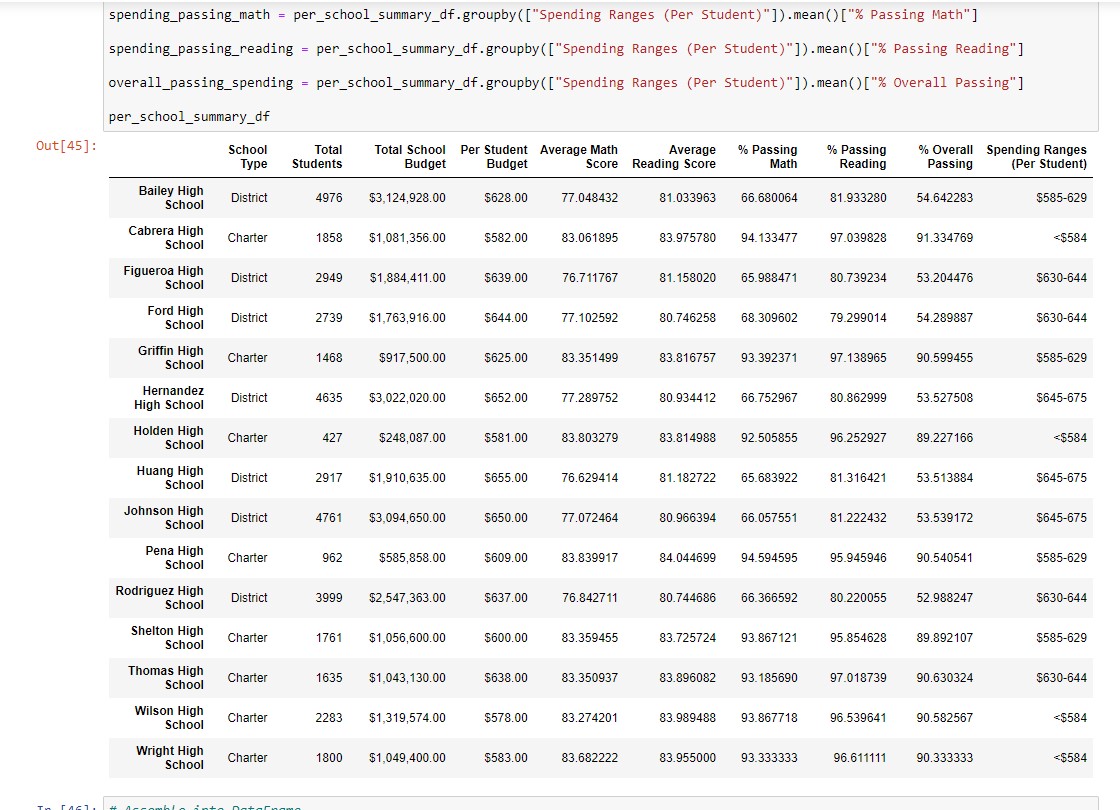 spending_passing_math = per_school_summary_df.groupby(["Spending Ranges (Per Student)"]).mean()["% Passing Math"]
spending_passing_reading = per_school_summary_df.groupby(["Spending Ranges (Per Student)"]).mean()["% Passing Reading"]
overall_passing_spending = per_school_summary_df.groupby(["Spending Ranges (Per Student)"]).mean()["% Overall Passing"]
per_school_summary_df
Out[45]:
School Type Total Students Total School Budget Per Student Budget Average Math Score Average Reading Score % Passing Math % Passing Reading % Overall Passing Spending Ranges (Per Student)
Bailey High School District 4976 $3,124,928.00 $628.00 77.048432 81.033963 66.680064 81.933280 54.642283 $585-629
Cabrera High School Charter 1858 $1,081,356.00 $582.00 83.061895 83.975780 94.133477 97.039828 91.334769 <$584
Figueroa High School District 2949 $1,884,411.00 $639.00 76.711767 81.158020 65.988471 80.739234 53.204476 $630-644
Ford High School District 2739 $1,763,916.00 $644.00 77.102592 80.746258 68.309602 79.299014 54.289887 $630-644
Griffin High School Charter 1468 $917,500.00 $625.00 83.351499 83.816757 93.392371 97.138965 90.599455 $585-629
Hernandez High School District 4635 $3,022,020.00 $652.00 77.289752 80.934412 66.752967 80.862999 53.527508 $645-675
Holden High School Charter 427 $248,087.00 $581.00 83.803279 83.814988 92.505855 96.252927 89.227166 <$584
Huang High School District 2917 $1,910,635.00 $655.00 76.629414 81.182722 65.683922 81.316421 53.513884 $645-675
Johnson High School District 4761 $3,094,650.00 $650.00 77.072464 80.966394 66.057551 81.222432 53.539172 $645-675
Pena High School Charter 962 $585,858.00 $609.00 83.839917 84.044699 94.594595 95.945946 90.540541 $585-629
Rodriguez High School District 3999 $2,547,363.00 $637.00 76.842711 80.744686 66.366592 80.220055 52.988247 $630-644
Shelton High School Charter 1761 $1,056,600.00 $600.00 83.359455 83.725724 93.867121 95.854628 89.892107 $585-629
Thomas High School Charter 1635 $1,043,130.00 $638.00 83.350937 83.896082 93.185690 97.018739 90.630324 $630-644
Wilson High School Charter 2283 $1,319,574.00 $578.00 83.274201 83.989488 93.867718 96.539641 90.582567 <$584
Wright High School Charter 1800 $1,049,400.00 $583.00 83.682222 83.955000 93.333333 96.611111 90.333333 <$584
In [46]: # Assemble into DataFrame